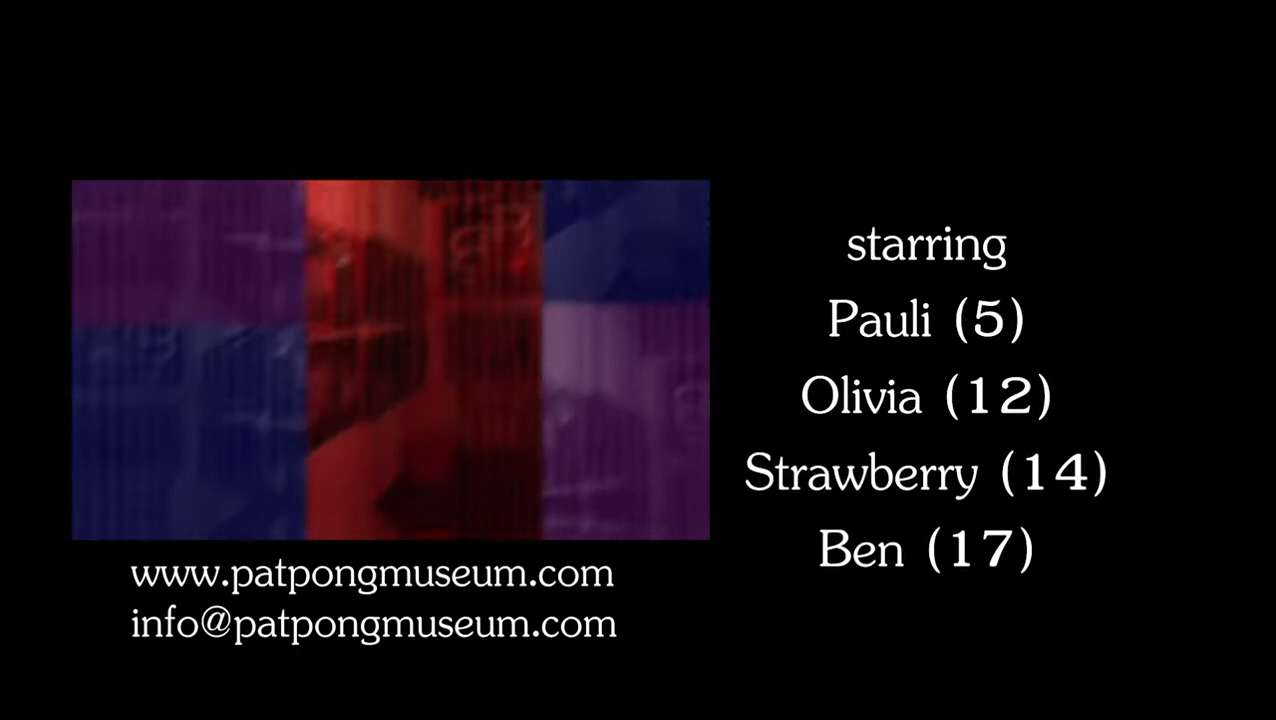 starring
Pauli (5)
Olivia (12)
Strawberry (14)
Ben (17)
www.patpongmuseum.com
info@patpongmuseum.com